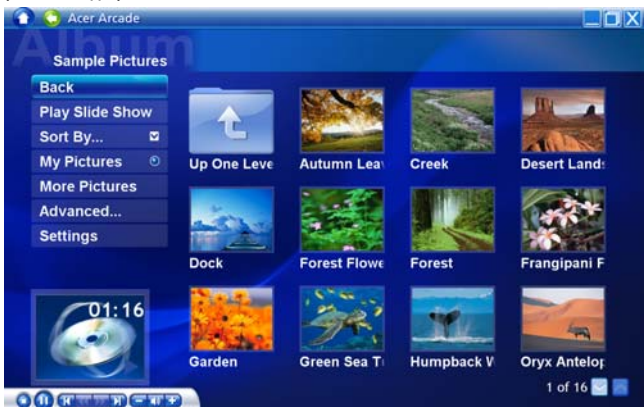 Acer Arcade
Album
Sample Pictures
Back
Play Slide Show
Sort By...
My Pictures
More Pictures
Advanced...
Settings
Up One Leve
Autumn Leav
Creek
Desert Lands
Dock
Forest Flowe
Forest
Frangipani F
Garden
Green Sea T
Humpback W
Oryx Antelop
01:16
1 of 16